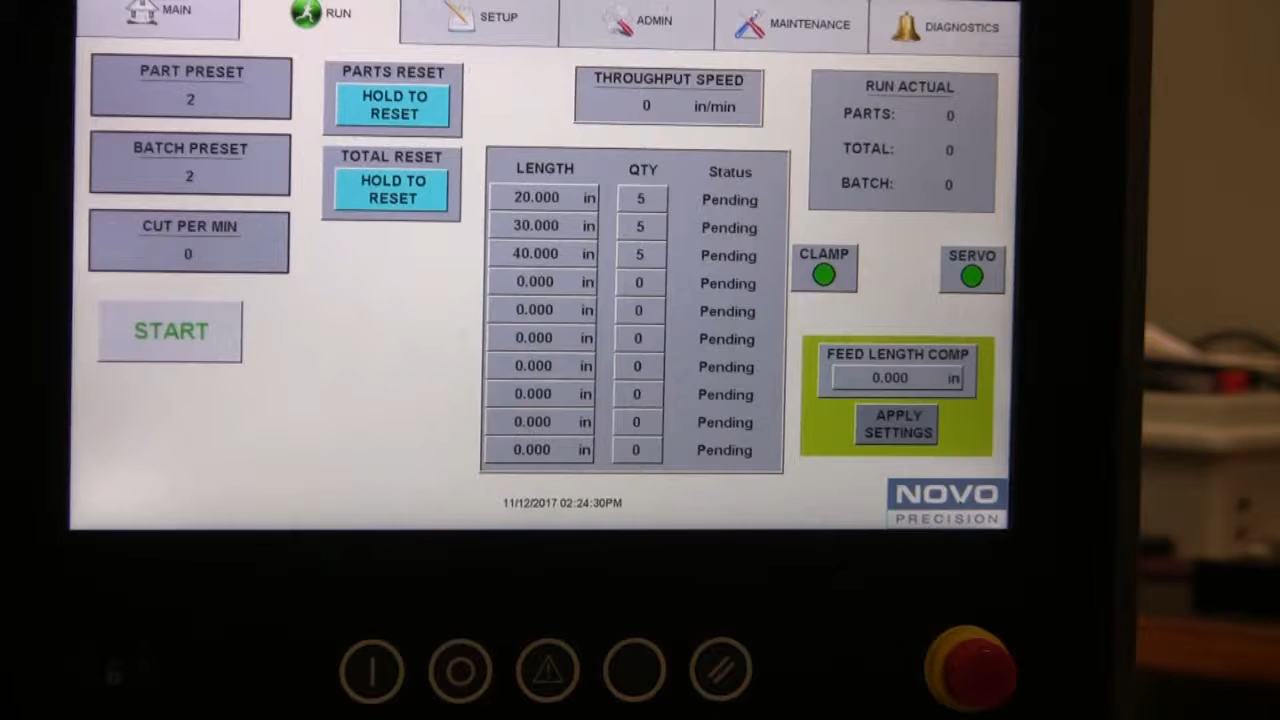 MAIN
RUN
SETUP
ADMIN
MAINTENANCE
DIAGNOSTICS
PART PRESET
2
BATCH PRESET
2
CUT PER MIN
0
START
PARTS RESET
HOLD TO
RESET
TOTAL RESET
HOLD TO
RESET
THROUGHPUT SPEED
0 in/min
LENGTH QTY Status
20.000 in 5 Pending
30.000 in 5 Pending
40.000 in 5 Pending
0.000 in 0 Pending
0.000 in 0 Pending
0.000 in 0 Pending
0.000 in 0 Pending
0.000 in 0 Pending
0.000 in 0 Pending
0.000 in 0 Pending
RUN ACTUAL
PARTS: 0
TOTAL: 0
BATCH: 0
CLAMP
SERVO
FEED LENGTH COMP
0.000 in
APPLY
SETTINGS
11/12/2017 02:24:30PM
NOVO
PRECISION